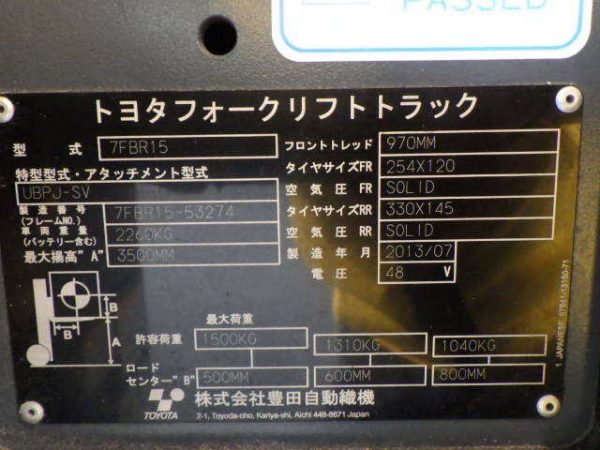 PASSED
トヨタフォークリフトトラック
型式 7FBR15
特型型式・アタッチメント型式
UBPJ-SV
製造番号 (フレームNO.) 7FBR15-53274
車両重量 (バッテリー含む) 2260KG
最大揚高"A" 3500MM
フロントトレッド 970MM
タイヤサイズFR 254X120
空気圧FR SOLID
タイヤサイズRR 330X145
空気圧RR SOLID
製造年月 2013/07
電圧 48 V
B
B
A
最大荷重
許容荷重 1500KG 1310KG 1040KG
ロードセンター"B" 500MM 600MM 800MM
TOYOTA
株式会社豊田自動織機
2-1, Toyoda-cho, Kariya-shi, Aichi 448-8671 Japan